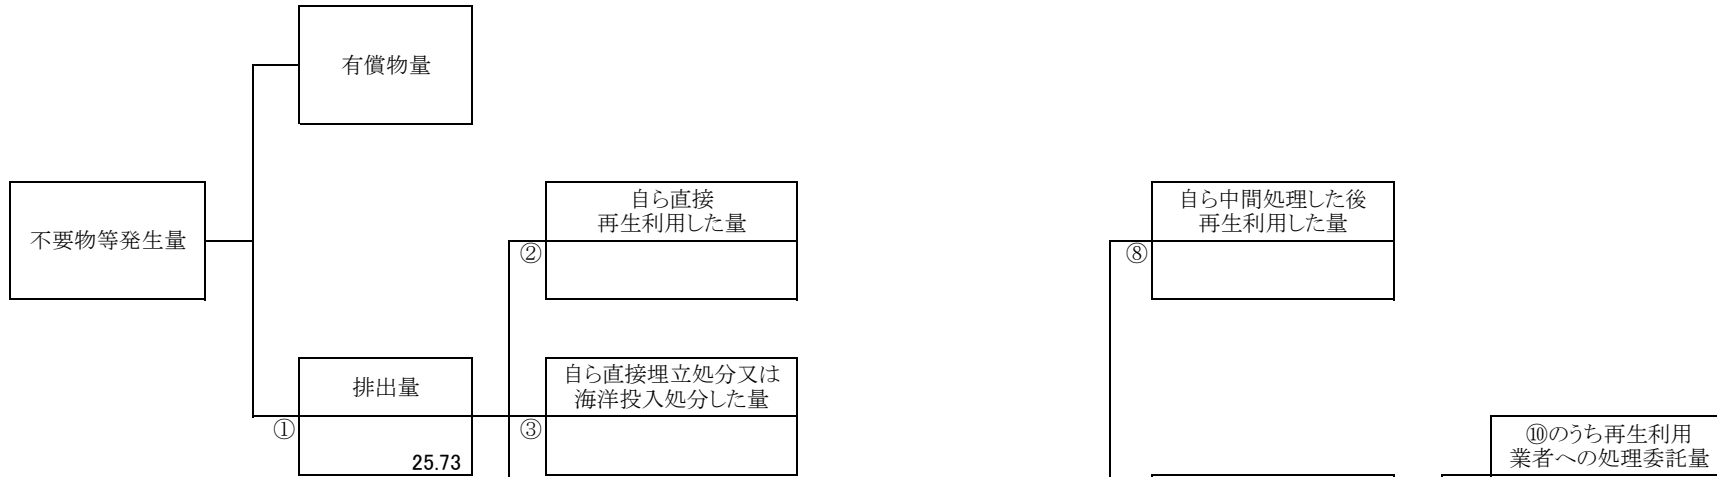 有償物量
不要物等発生量
自ら直接
再生利用した量
②
自ら中間処理した後
再生利用した量
⑧
排出量
①
25.73
自ら直接埋立処分又は
海洋投入処分した量
③
⑩のうち再生利用
業者への処理委託量